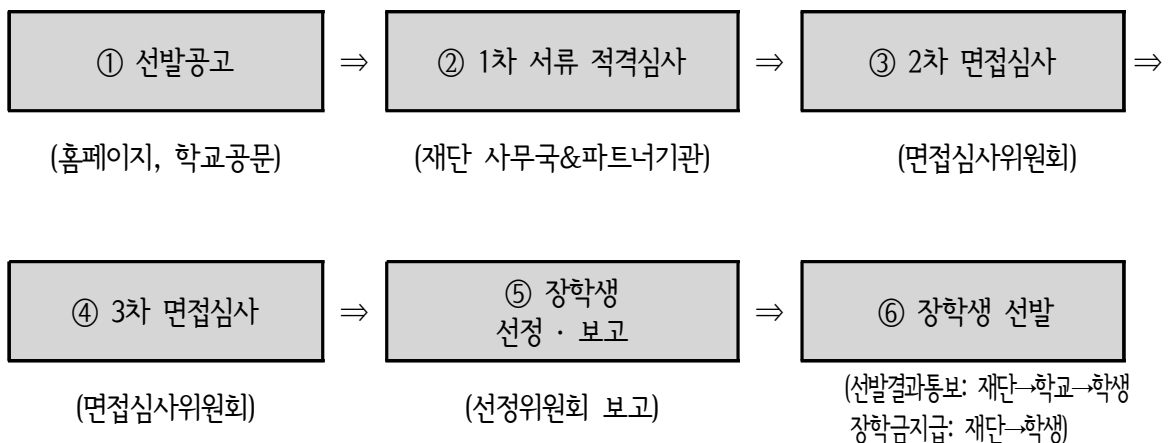 ① 선발공고 ⇒ ② 1차 서류 적격심사 ⇒ ③ 2차 면접심사 ⇒
(홈페이지, 학교공문) (재단 사무국&파트너기관) (면접심사위원회)
④ 3차 면접심사 ⇒ ⑤ 장학생 선정 · 보고 ⇒ ⑥ 장학생 선발
(면접심사위원회) (선정위원회 보고) (선발결과통보: 재단→학교→학생
장학금지급: 재단→학생)